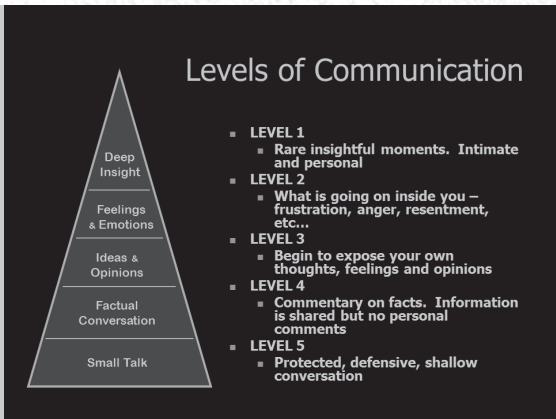 Levels of Communication
Deep
Insight
Feelings
& Emotions
Ideas &
Opinions
Factual
Conversation
Small Talk
LEVEL 1
Rare insightful moments. Intimate
and personal
LEVEL 2
What is going on inside you –
frustration, anger, resentment,
etc...
LEVEL 3
Begin to expose your own
thoughts, feelings and opinions
LEVEL 4
Commentary on facts. Information
is shared but no personal
comments
LEVEL 5
Protected, defensive, shallow
conversation